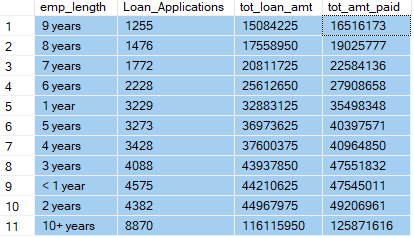 emp_length Loan_Applications tot_loan_amt tot_amt_paid
1 9 years 1255 15084225 16516173
2 8 years 1476 17558950 19025777
3 7 years 1772 20811725 22584136
4 6 years 2228 25612650 27908658
5 1 year 3229 32883125 35498348
6 5 years 3273 36973625 40397571
7 4 years 3428 37600375 40964850
8 3 years 4088 43937850 47551832
9 < 1 year 4575 44210625 47545011
10 2 years 4382 44967975 49206961
11 10+ years 8870 116115950 125871616